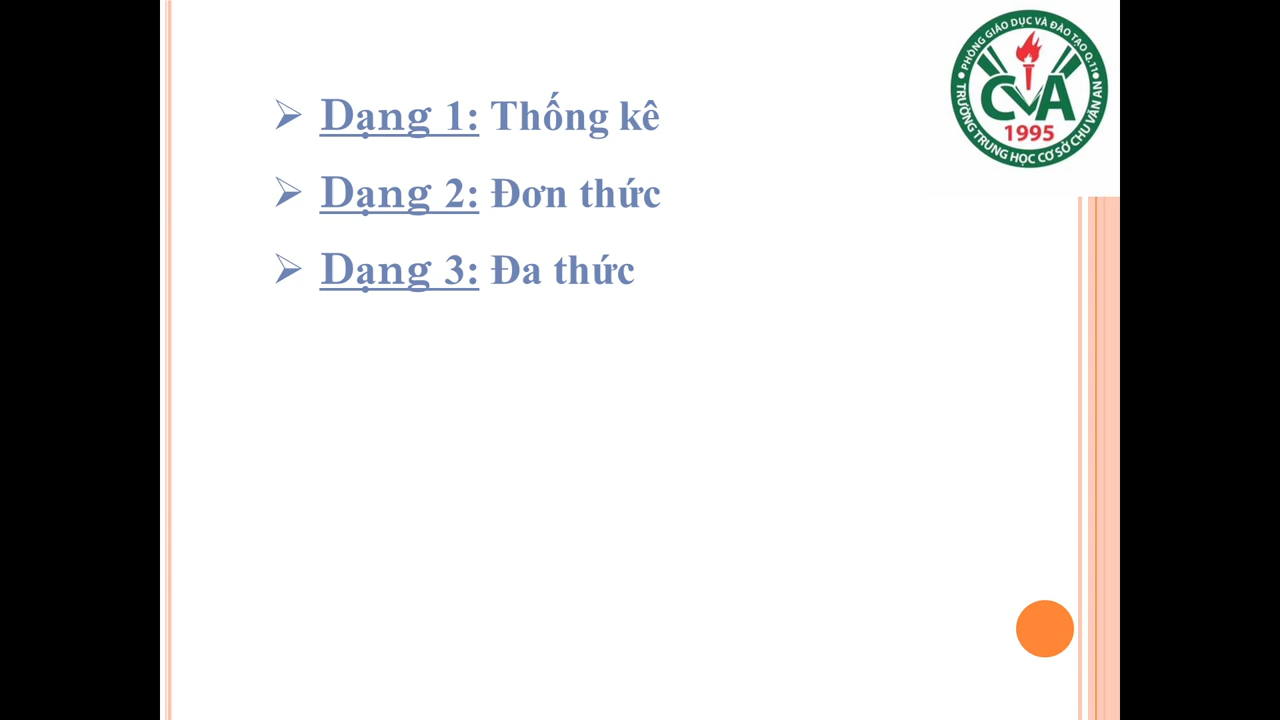 Dạng 1: Thống kê
Dạng 2: Đơn thức
Dạng 3: Đa thức
PHÒNG GIÁO DỤC VÀ ĐÀO TẠO Q.11
CVA
1995
TRƯỜNG TRUNG HỌC CƠ SỞ CHU VĂN AN